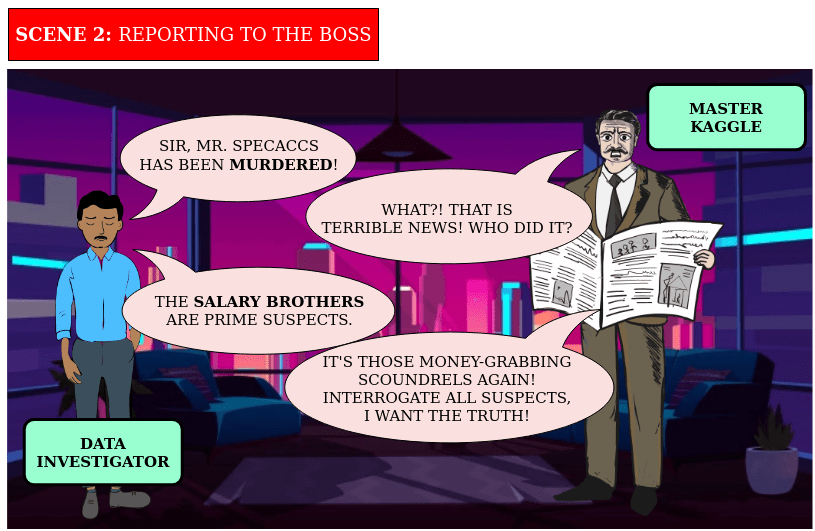 SCENE 2: REPORTING TO THE BOSS
MASTER
KAGGLE
SIR, MR. SPECACCS
HAS BEEN MURDERED!
WHAT?! THAT IS
TERRIBLE NEWS! WHO DID IT?
THE SALARY BROTHERS
ARE PRIME SUSPECTS.
IT'S THOSE MONEY-GRABBING
SCOUNDRELS AGAIN!
INTERROGATE ALL SUSPECTS,
I WANT THE TRUTH!
DATA
INVESTIGATOR